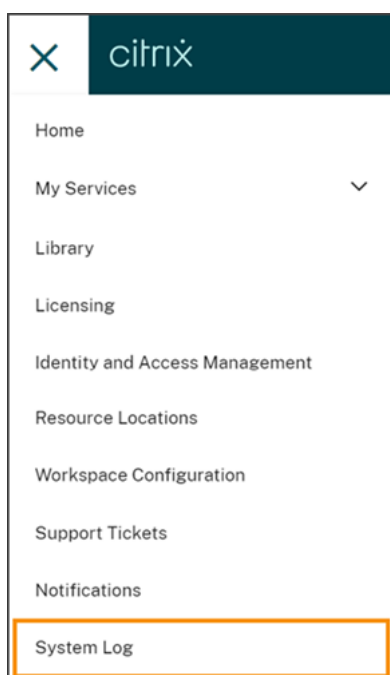 citrix
Home
My Services
Library
Licensing
Identity and Access Management
Resource Locations
Workspace Configuration
Support Tickets
Notifications
System Log